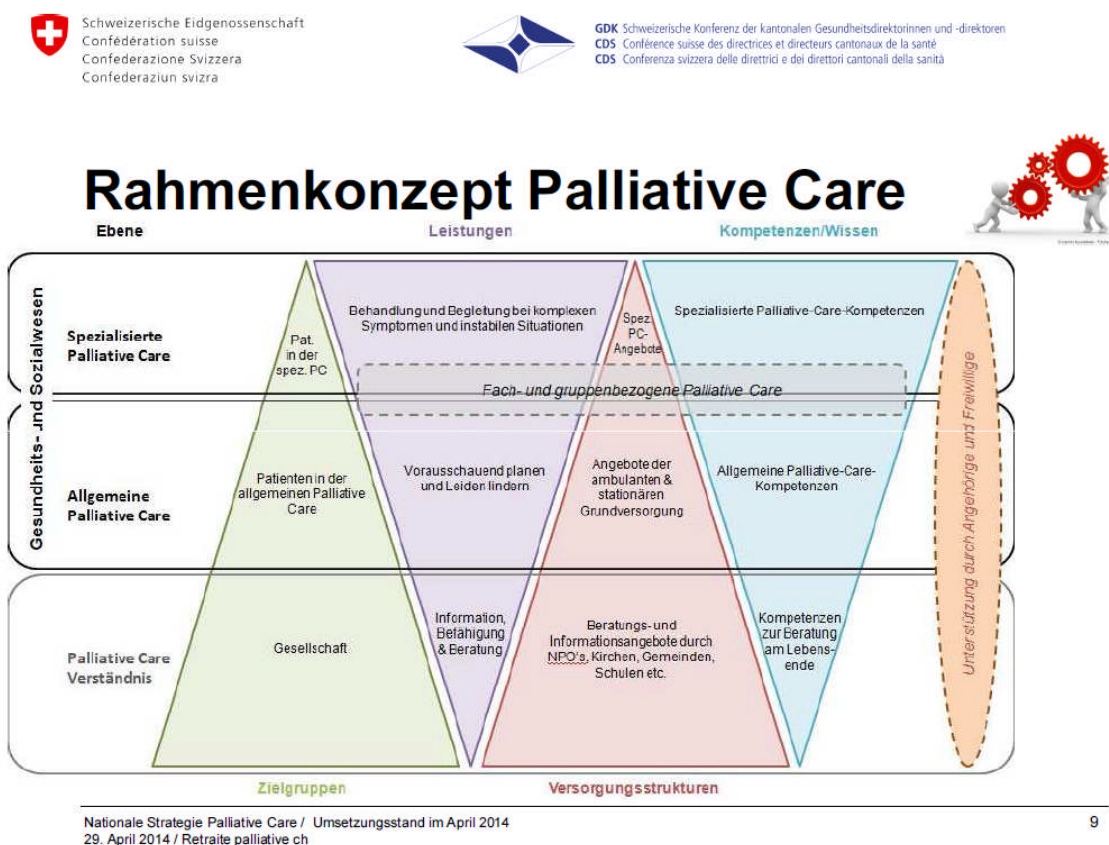 Schweizerische Eidgenossenschaft
Confédération suisse
Confederazione Svizzera
Confederaziun svizra
GDK Schweizerische Konferenz der kantonalen Gesundheitsdirektorinnen und -direktoren
CDS Conférence suisse des directrices et directeurs cantonaux de la santé
CDS Conferenza svizzera delle direttrici e dei direttori cantonali della sanità
Rahmenkonzept Palliative Care
Ebene
Leistungen
Kompetenzen/Wissen
Gesundheits- und Sozialwesen
Spezialisierte
Palliative Care
Pat.
in der
spez. PC
Behandlung und Begleitung bei komplexen
Symptomen und instabilen Situationen
Spez.
PC-
Angebote
Spezialisierte Palliative-Care-Kompetenzen
Fach- und gruppenbezogene Palliative Care
Allgemeine
Palliative Care
Patienten in der
allgemeinen Palliative
Care
Vorausschauend planen
und Leiden lindern
Angebote der
ambulanten &
stationären
Grundversorgung
Allgemeine Palliative-Care-
Kompetenzen
Palliative Care
Verständnis
Gesellschaft
Information,
Befähigung
& Beratung
Beratungs- und
Informationsangebote durch
NPO's, Kirchen, Gemeinden,
Schulen etc.
Kompetenzen
zur Beratung
am Lebens-
ende
Unterstützung durch Angehörige und Freiwillige
Zielgruppen
Versorgungsstrukturen
Nationale Strategie Palliative Care / Umsetzungsstand im April 2014
29. April 2014 / Retraite palliative ch
9